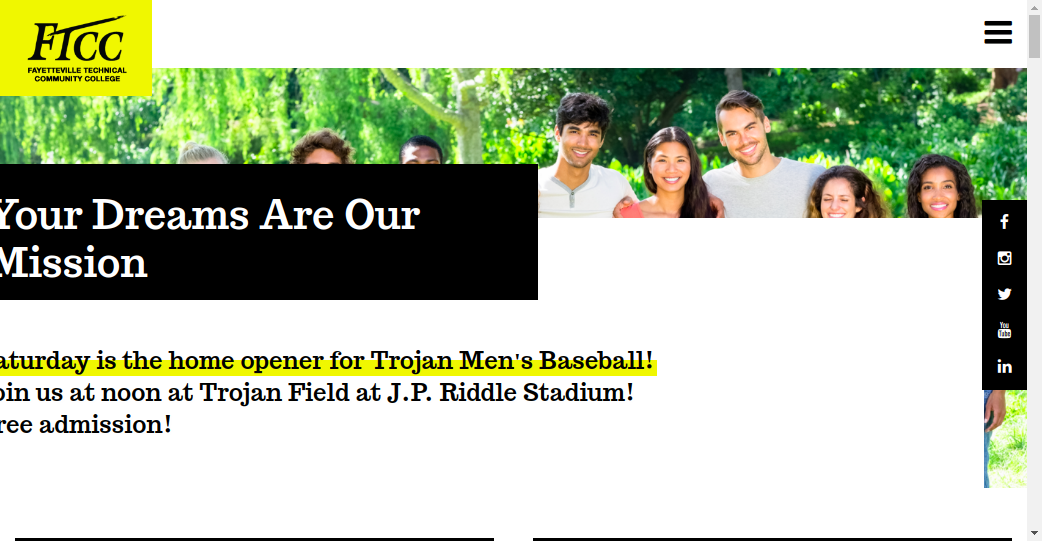 FTCC
FAYETTEVILLE TECHNICAL
COMMUNITY COLLEGE
Your Dreams Are Our
Mission
aturday is the home opener for Trojan Men's Baseball!
oin us at noon at Trojan Field at J.P. Riddle Stadium!
ree admission!
You
Tube
in